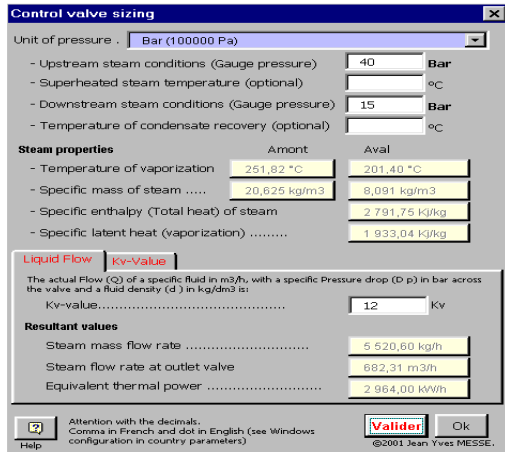 Control valve sizing
Unit of pressure . Bar (100000 Pa)
- Upstream steam conditions (Gauge pressure) 40 Bar
- Superheated steam temperature (optional) °C
- Downstream steam conditions (Gauge pressure) 15 Bar
- Temperature of condensate recovery (optional) °C
Steam properties Amont Aval
- Temperature of vaporization 251,82 °C 201,40 °C
- Specific mass of steam ..... 20,625 kg/m3 8,091 kg/m3
- Specific enthalpy (Total heat) of steam 2 791,75 Kj/kg
- Specific latent heat (vaporization) ......... 1 933,04 Kj/kg
Liquid Flow Kv-Value
The actual Flow (Q) of a specific fluid in m3/h, with a specific Pressure drop (D p) in bar across
the valve and a fluid density (d ) in kg/dm3 is:
Kv-value............................................ 12 Kv
Resultant values
Steam mass flow rate ............................. 5 520,60 kg/h
Steam flow rate at outlet valve 682,31 m3/h
Equivalent thermal power .......................... 2 964,00 kW/h
Help
Attention with the decimals.
Comma in French and dot in English (see Windows
configuration in country parameters)
Valider Ok
©2001 Jean Yves MESSE.